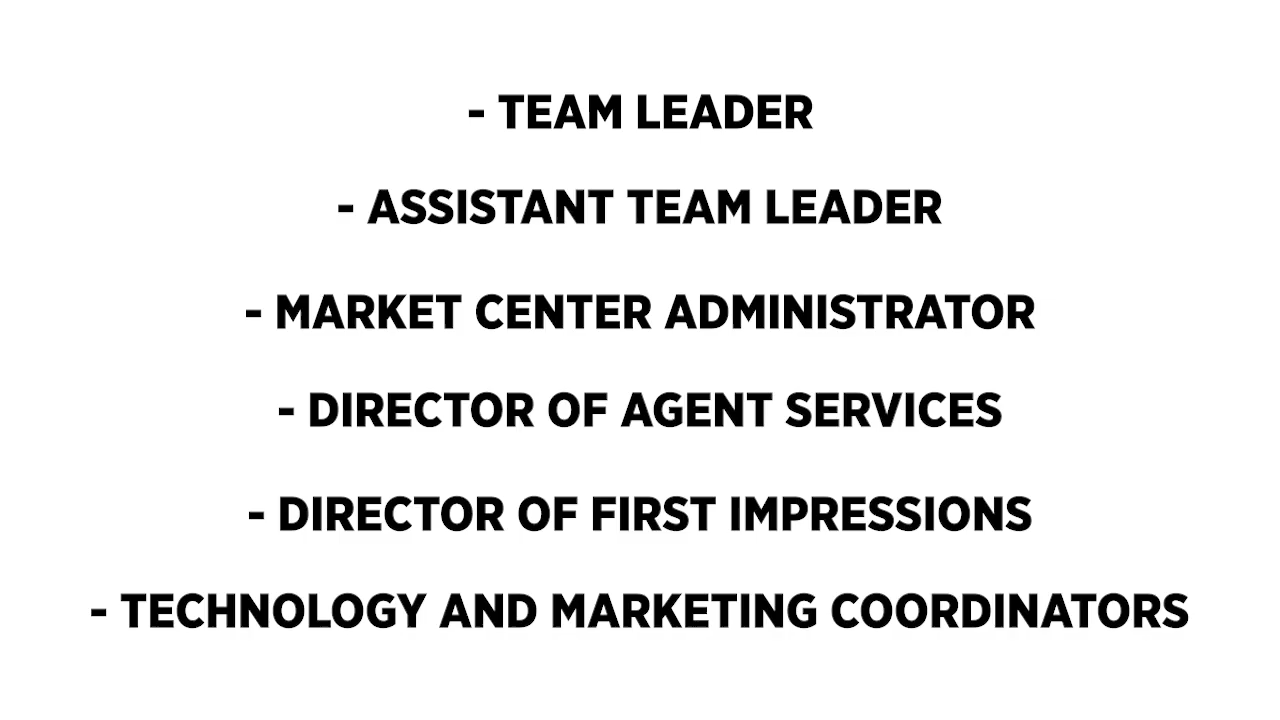 - TEAM LEADER
- ASSISTANT TEAM LEADER
- MARKET CENTER ADMINISTRATOR
- DIRECTOR OF AGENT SERVICES
- DIRECTOR OF FIRST IMPRESSIONS
- TECHNOLOGY AND MARKETING COORDINATORS